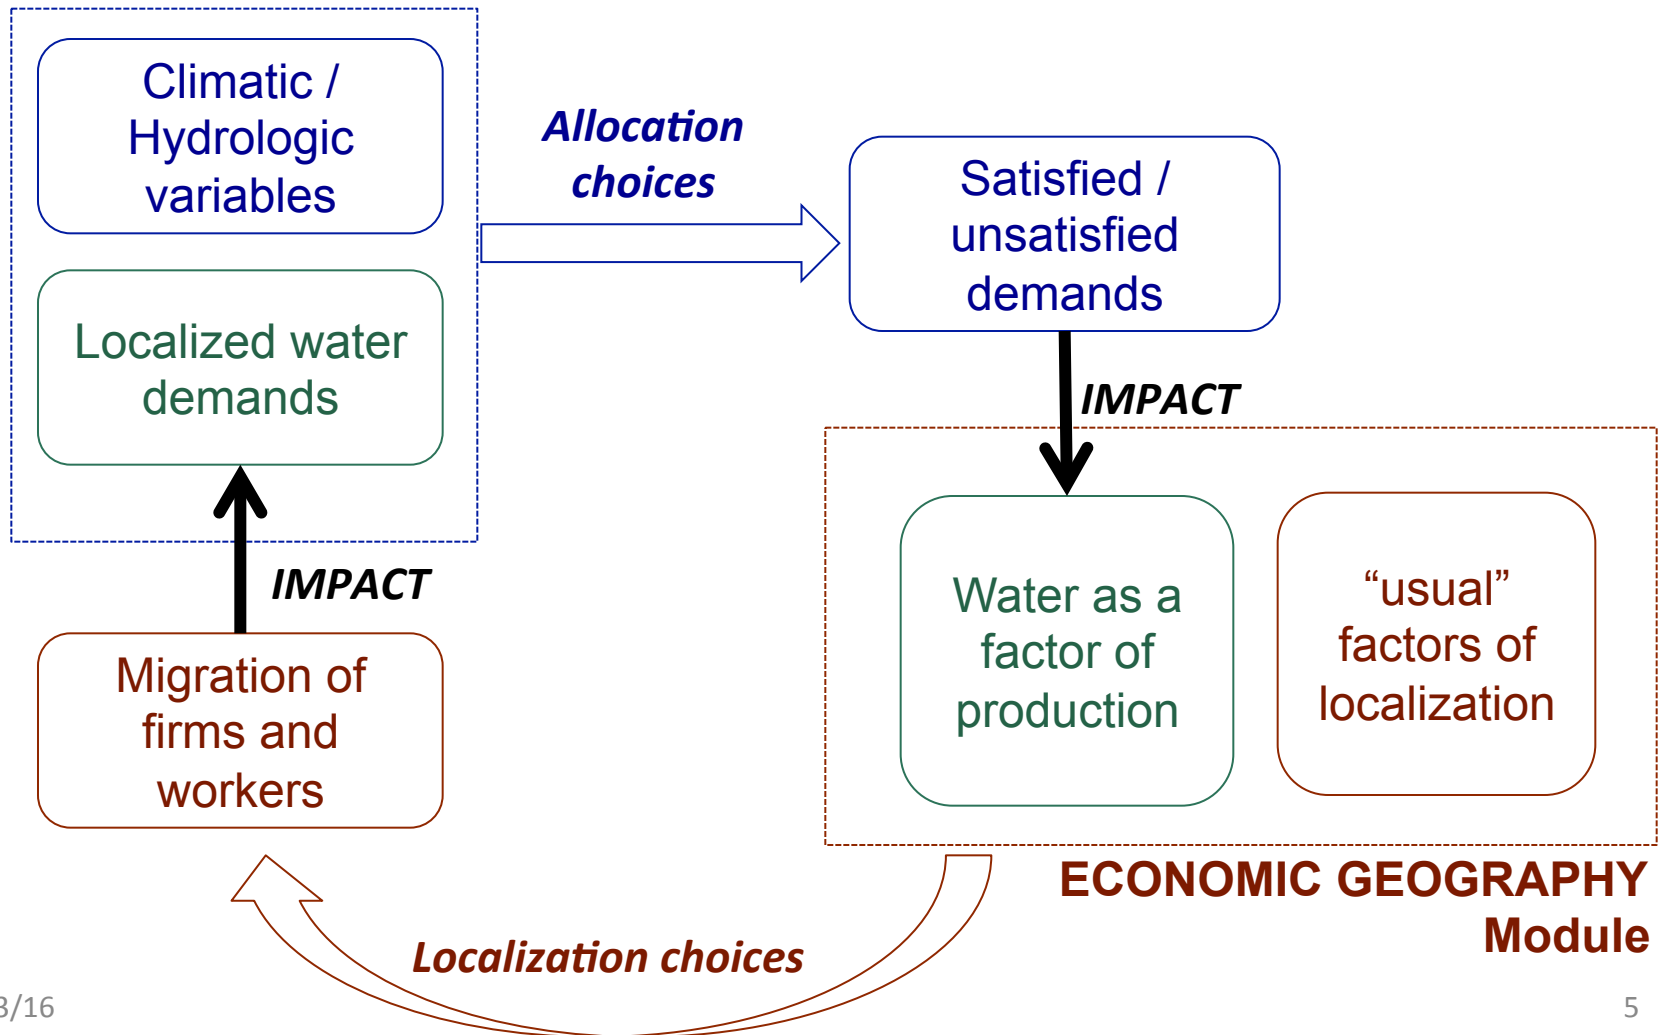 Climatic /
Hydrologic
variables
Allocation
choices
Satisfied /
unsatisfied
demands
Localized water
demands
IMPACT
IMPACT
Migration of
firms and
workers
Water as a
factor of
production
“usual”
factors of
localization
ECONOMIC GEOGRAPHY
Module
Localization choices
3/16
5